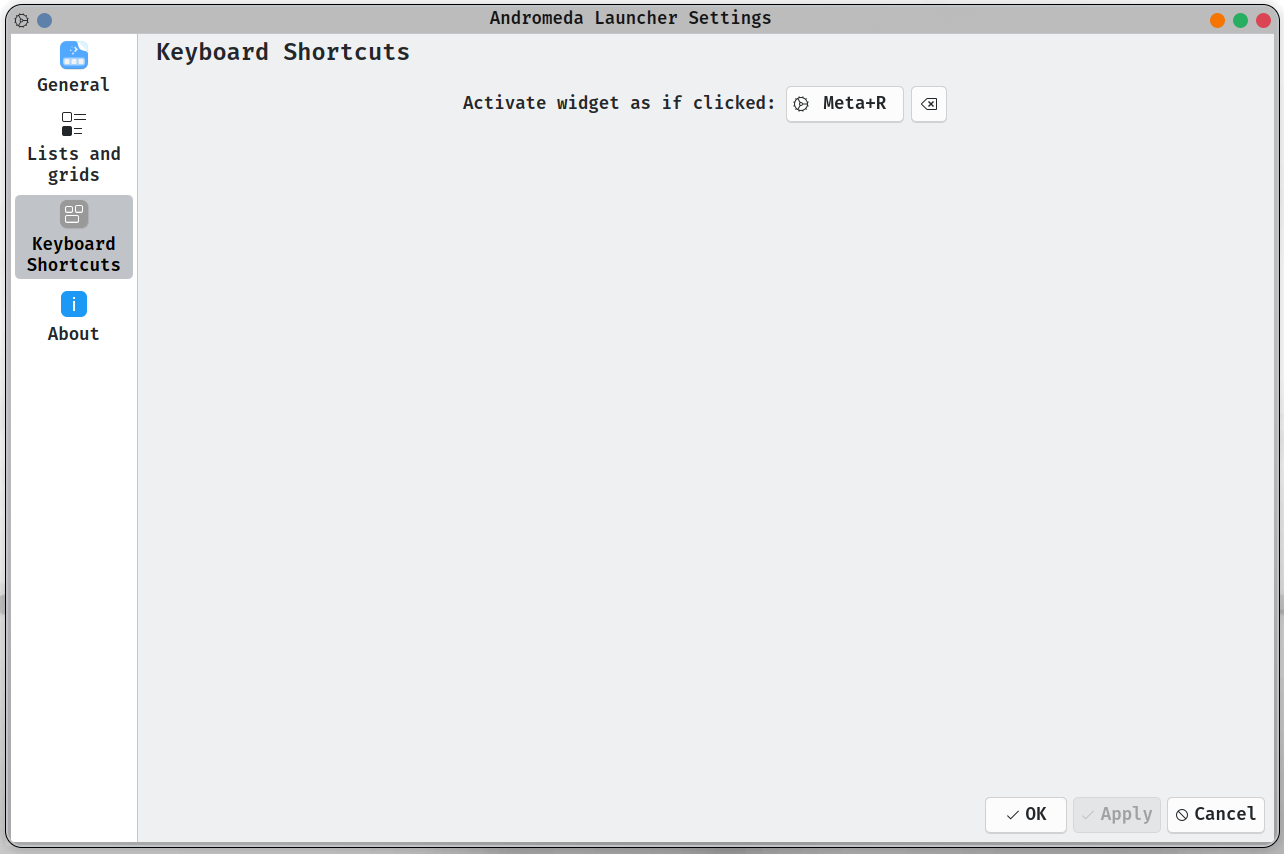 Andromeda Launcher Settings
General
Lists and
grids
Keyboard
Shortcuts
About
Keyboard Shortcuts
Activate widget as if clicked: Meta+R
OK Apply Cancel